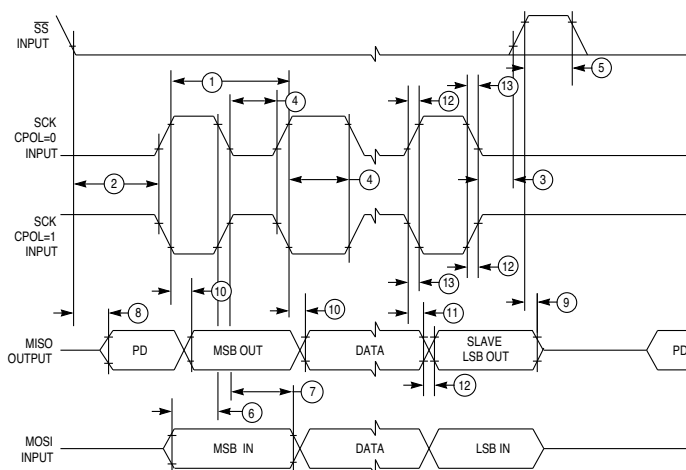 SS
INPUT
5
1
4
12
13
SCK
CPOL=0
INPUT
2
4
3
SCK
CPOL=1
INPUT
12
13
8
10
10
11
9
MISO
OUTPUT
PD
MSB OUT
DATA
SLAVE
LSB OUT
PD
12
7
6
MOSI
INPUT
MSB IN
DATA
LSB IN